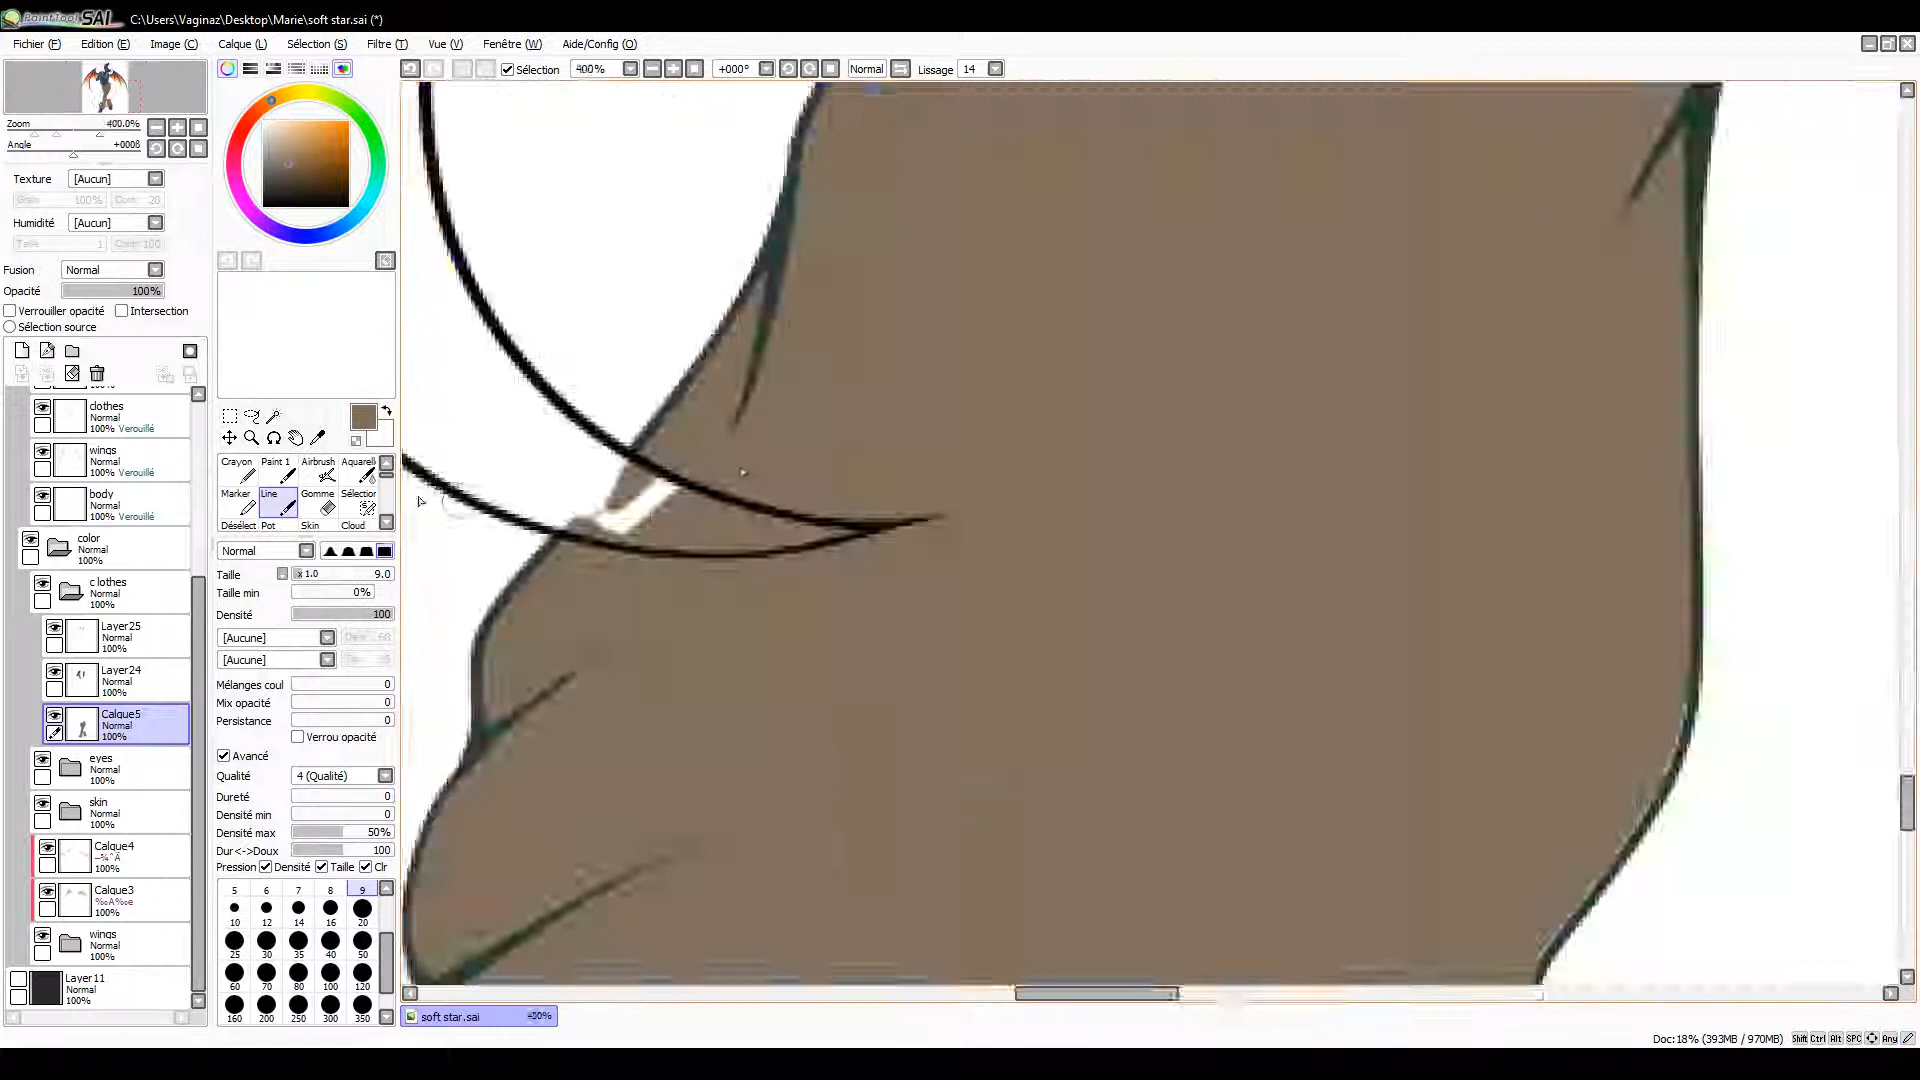 PaintTool SAI C:\Users\Vaginaz\Desktop\Marie\soft star.sai (*)
Fichier (F) Edition (E) Image (C) Calque (L) Sélection (S) Filtre (T) Vue (V) Fenêtre (W) Aide/Config (O)
Sélection 400% +000° Normal Lissage 14
Zoom 400.0%
Angle
Texture [Aucun]
100% 20
Humidité [Aucun]
Taille 1 100
Fusion Normal
Opacité 100%
Verrouiller opacité Intersection
Sélection source
clothes
Normal
100% Verouillé
wings
Normal
100% Verouillé
body
Normal
100% Verouillé
color
Normal
100%
c lothes
Normal
100%
Layer25
Normal
100%
Layer24
Normal
100%
Calque5
Normal
100%
eyes
Normal
100%
skin
Normal
100%
Calque4
100%
Calque3
100%
wings
Normal
100%
Layer11
Normal
100%
Crayon Paint 1 Airbrush Aquarell
Marker Line Gomme Sélection
Désélect Pot Skin Cloud
Normal
Taille x 1.0 9.0
Taille min 0%
Densité 100
[Aucune]
[Aucune]
Mélanges coul 0
Mix opacité 0
Persistance 0
Verrou opacité
Avancé
Qualité 4 (Qualité)
Dureté 0
Densité min 0
Densité max 50%
Dur<->Doux 100
Pression Densité Taille Clr
5 6 7 8 9
10 12 14 16 20
25 30 35 40 50
60 70 80 100 120
160 200 250 300 350
soft star.sai
Doc:18% (393MB / 970MB) Shift Ctrl Alt SPC Any